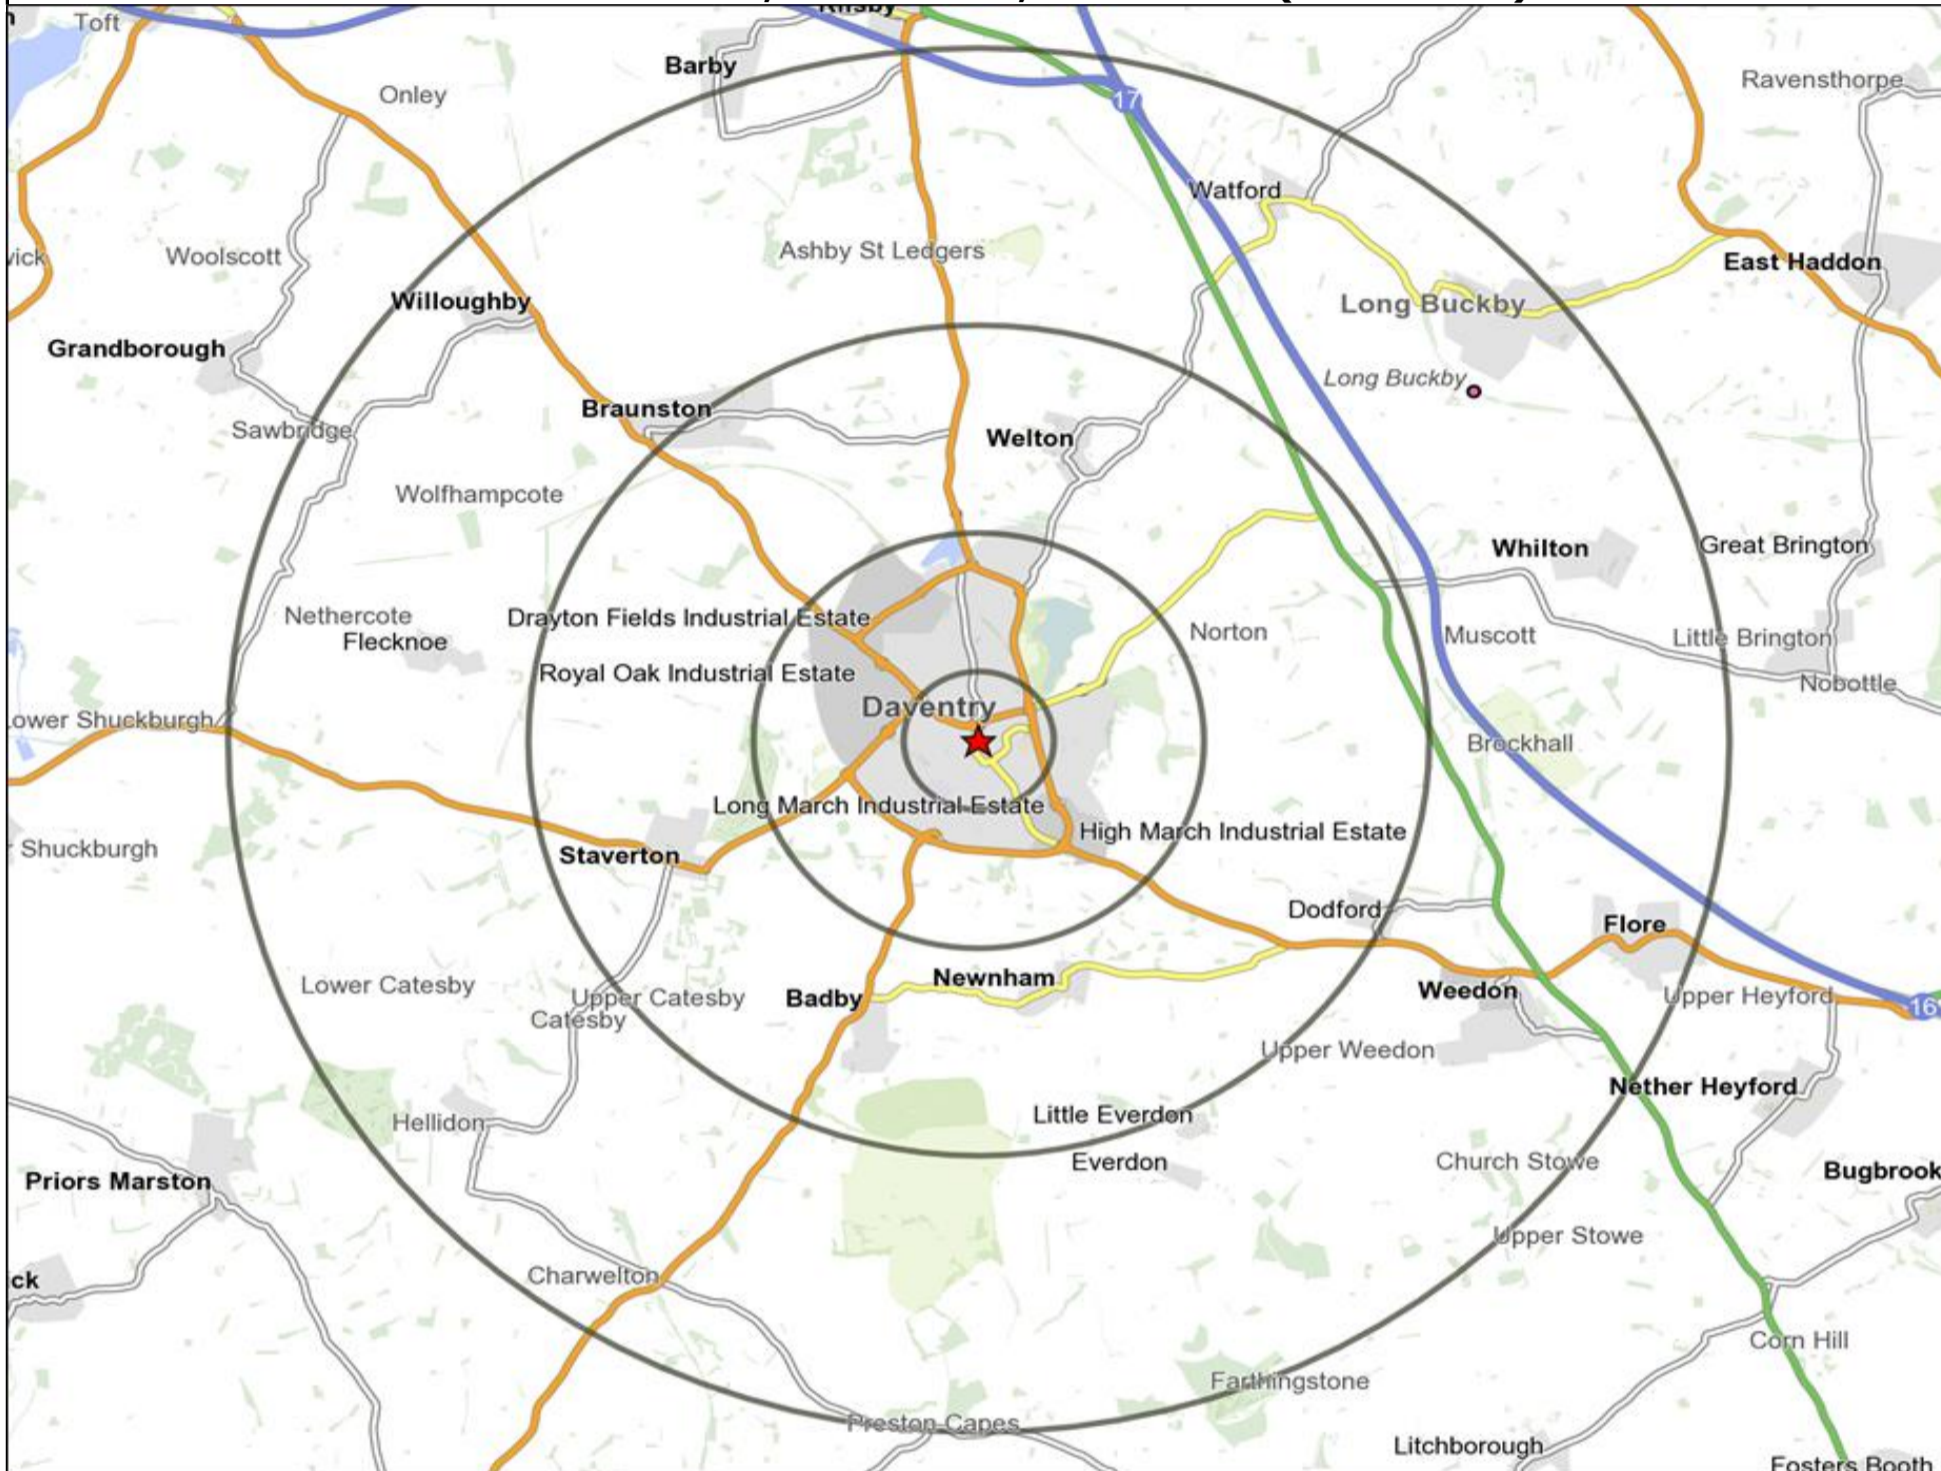 Toft
Barby
Onley
17
Ravensthorpe
Watford
Woolscott
Ashby St Ledgers
East Haddon
Willoughby
Long Buckby
Grandborough
Long Buckby
Braunston
Sawbridge
Welton
Wolfhampcote
Whilton
Great Brington
Nethercote
Drayton Fields Industrial Estate
Norton
Muscott
Little Brington
Flecknoe
Royal Oak Industrial Estate
Nobottle
Daventry
Lower Shuckburgh
Brockhall
Long March Industrial Estate
High March Industrial Estate
Shuckburgh
Staverton
Dodford
Flore
Newnham
Lower Catesby
Upper Catesby
Badby
Weedon
Upper Heyford
16
Catesby
Upper Weedon
Nether Heyford
Hellidon
Little Everdon
Everdon
Church Stowe
Priors Marston
Bugbrook
Upper Stowe
Charwelton
ck
Corn Hill
Farthingstone
Preston Capes
Litchborough
Fosters Booth